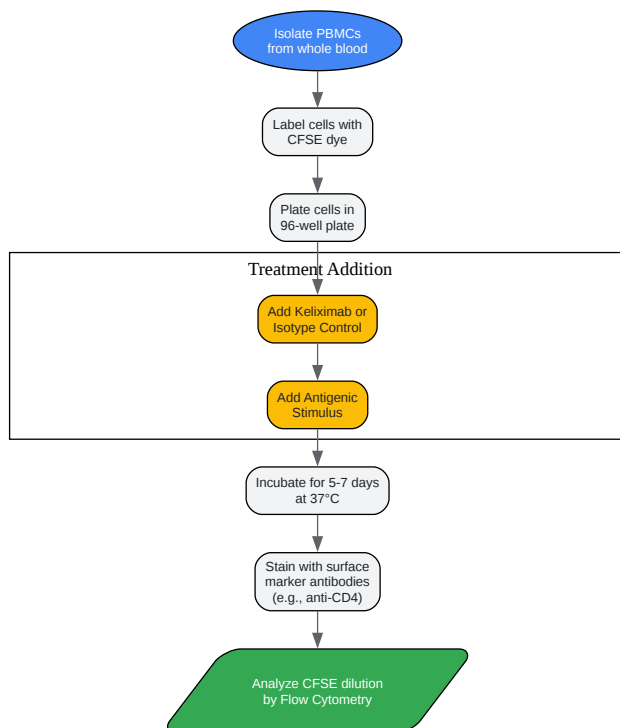 Isolate PBMCs
from whole blood
Label cells with
CFSE dye
Plate cells in
96-well plate
Treatment Addition
Add Keliximab or
Isotype Control
Add Antigenic
Stimulus
Incubate for 5-7 days
at 37°C
Stain with surface
marker antibodies
(e.g., anti-CD4)
Analyze CFSE dilution
by Flow Cytometry